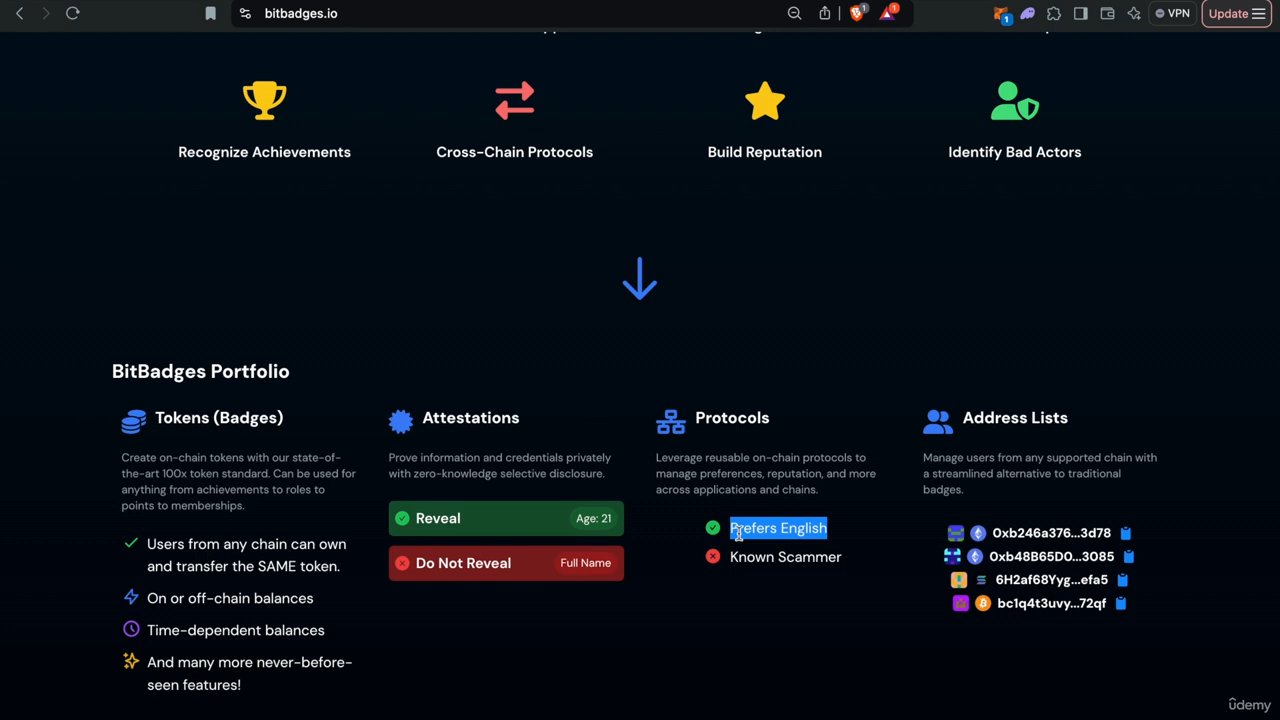 bitbadges.io
1
1
1
VPN
Update
Recognize Achievements
Cross-Chain Protocols
Build Reputation
Identify Bad Actors
BitBadges Portfolio
Tokens (Badges)
Create on-chain tokens with our state-of-
the-art 100x token standard. Can be used for
anything from achievements to roles to
points to memberships.
Users from any chain can own
and transfer the SAME token.
On or off-chain balances
Time-dependent balances
And many more never-before-
seen features!
Attestations
Prove information and credentials privately
with zero-knowledge selective disclosure.
Reveal
Age: 21
Do Not Reveal
Full Name
Protocols
Leverage reusable on-chain protocols to
manage preferences, reputation, and more
across applications and chains.
Prefers English
Known Scammer
Address Lists
Manage users from any supported chain with
a streamlined alternative to traditional
badges.
0xb246a376...3d78
0xb48B65D0...3085
6H2af68Yyg...efa5
bc1q4t3uvy...72qf
ûdemy